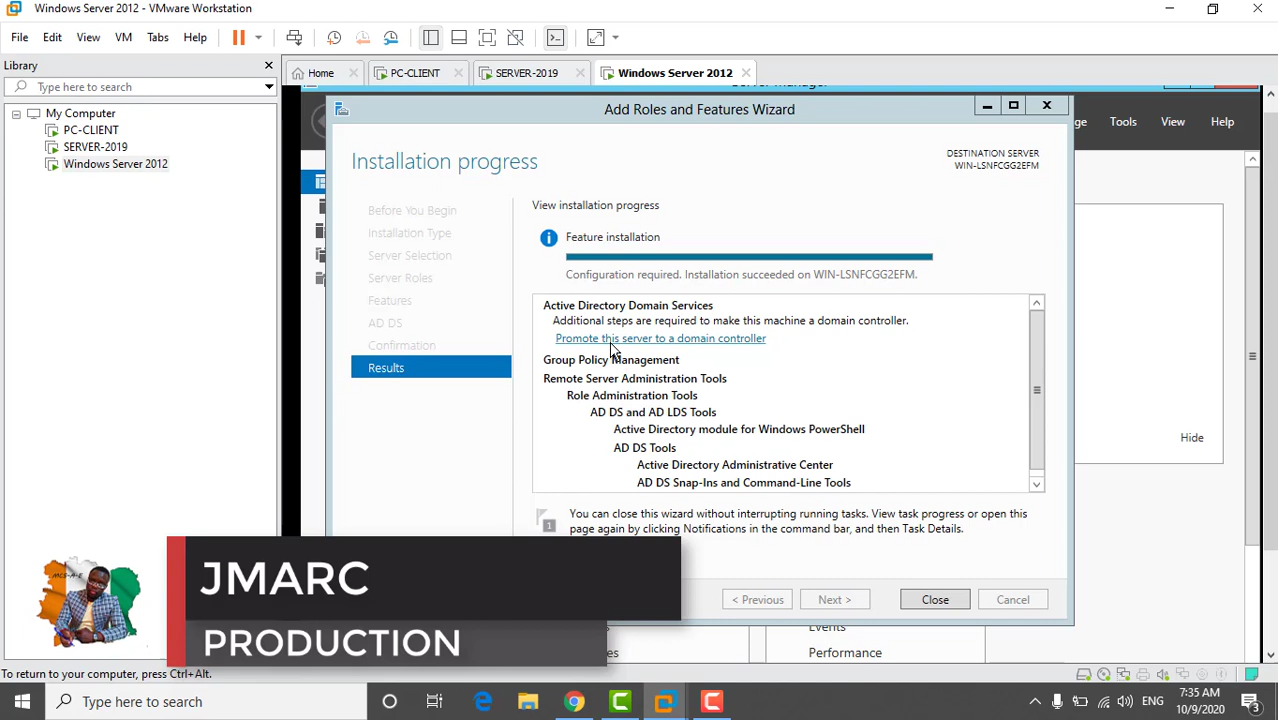 Windows Server 2012 - VMware Workstation
File Edit View VM Tabs Help
Library
Type here to search
Home PC-CLIENT SERVER-2019 Windows Server 2012
My Computer
PC-CLIENT
SERVER-2019
Windows Server 2012
Add Roles and Features Wizard
Tools View Help
Installation progress
DESTINATION SERVER
WIN-LSNFCGG2EFM
Before You Begin
Installation Type
Server Selection
Server Roles
Features
AD DS
Confirmation
Results
View installation progress
Feature installation
Configuration required. Installation succeeded on WIN-LSNFCGG2EFM.
Active Directory Domain Services
Additional steps are required to make this machine a domain controller.
Promote this server to a domain controller
Group Policy Management
Remote Server Administration Tools
Role Administration Tools
AD DS and AD LDS Tools
Active Directory module for Windows PowerShell
AD DS Tools
Active Directory Administrative Center
AD DS Snap-Ins and Command-Line Tools
1
You can close this wizard without interrupting running tasks. View task progress or open this
page again by clicking Notifications in the command bar, and then Task Details.
Hide
< Previous Next > Close Cancel
Events
Performance
JMARC
PRODUCTION
To return to your computer, press Ctrl+Alt.
Type here to search
ENG
7:35 AM
10/9/2020
3